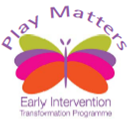 Play Matters
Early Intervention
Transformation Programme